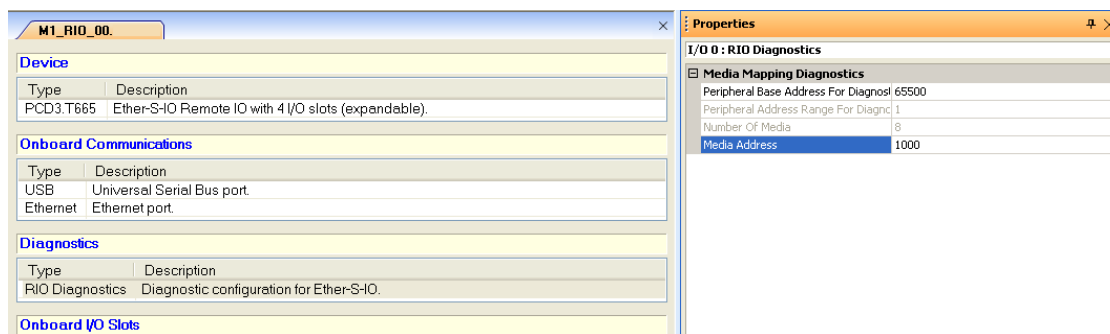 M1_RIO_00.
Device
Type Description
PCD3.T665 Ether-S-IO Remote IO with 4 I/O slots (expandable).
Onboard Communications
Type Description
USB Universal Serial Bus port.
Ethernet Ethernet port.
Diagnostics
Type Description
RIO Diagnostics Diagnostic configuration for Ether-S-IO.
Onboard I/O Slots
Properties
I/O 0 : RIO Diagnostics
Media Mapping Diagnostics
Peripheral Base Address For Diagnost 65500
Peripheral Address Range For Diagnc 1
Number Of Media 8
Media Address 1000